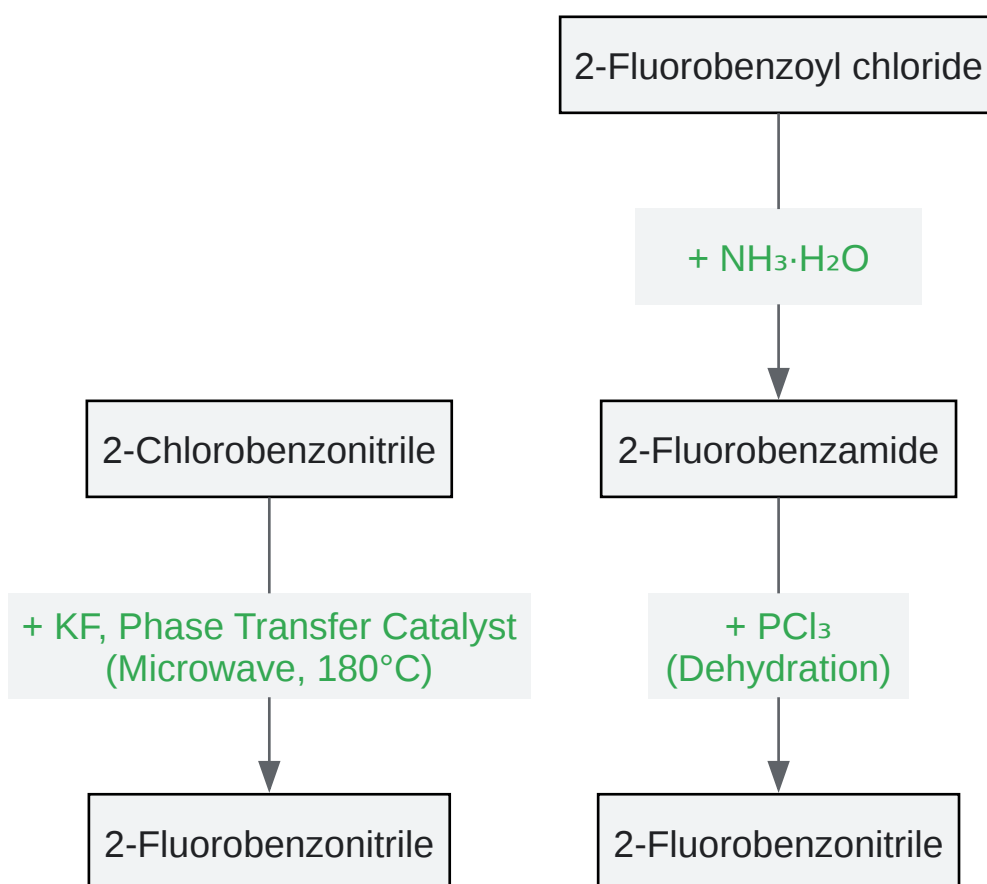 2-Fluorobenzoyl chloride
+ NH₃·H₂O
2-Chlorobenzonitrile
2-Fluorobenzamide
+ KF, Phase Transfer Catalyst
(Microwave, 180°C)
+ PCl₃
(Dehydration)
2-Fluorobenzonitrile
2-Fluorobenzonitrile